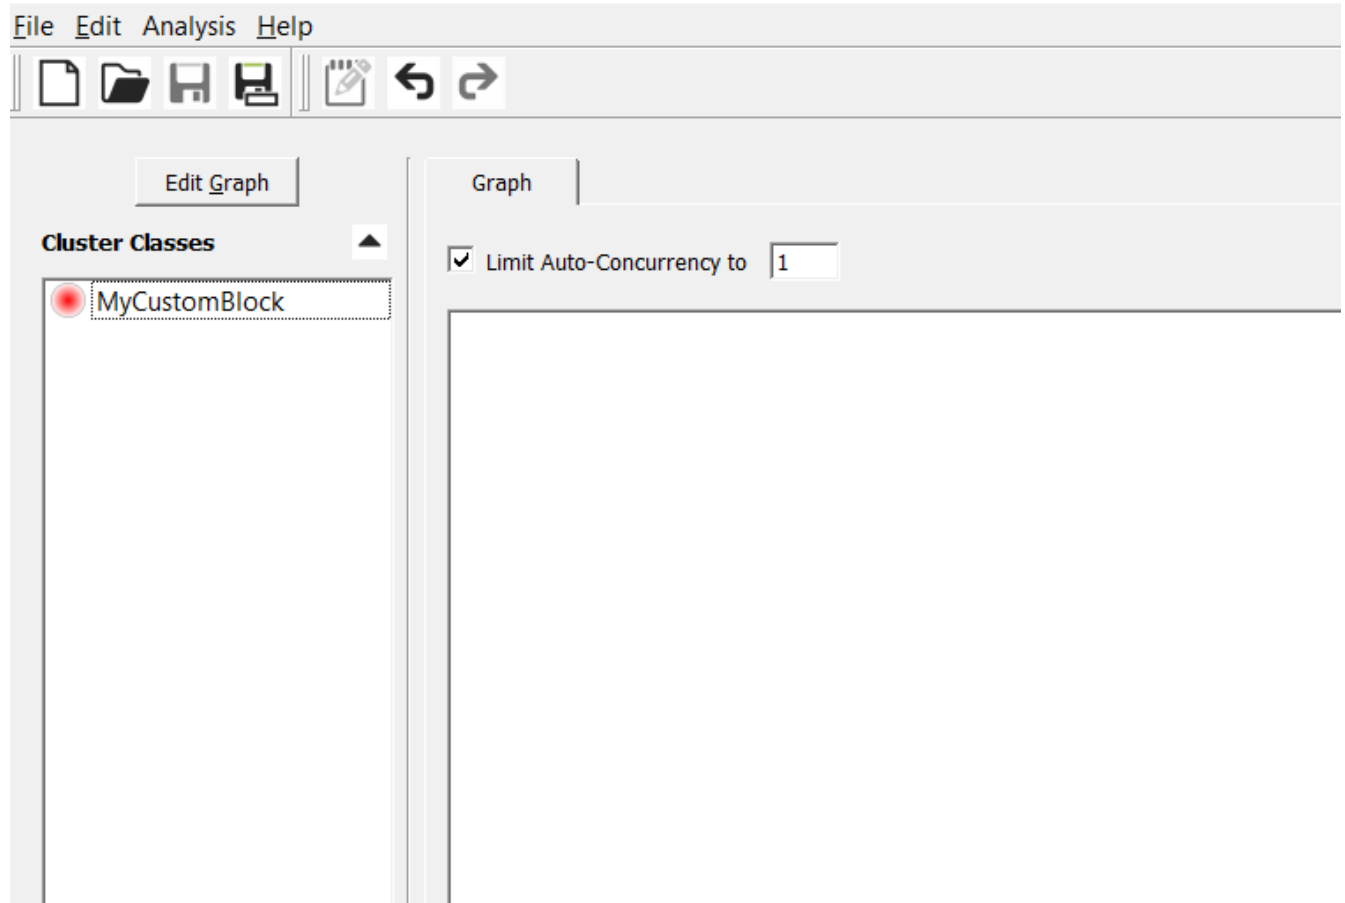 File Edit Analysis Help
Edit Graph
Graph
Cluster Classes
Limit Auto-Concurrency to 1
MyCustomBlock